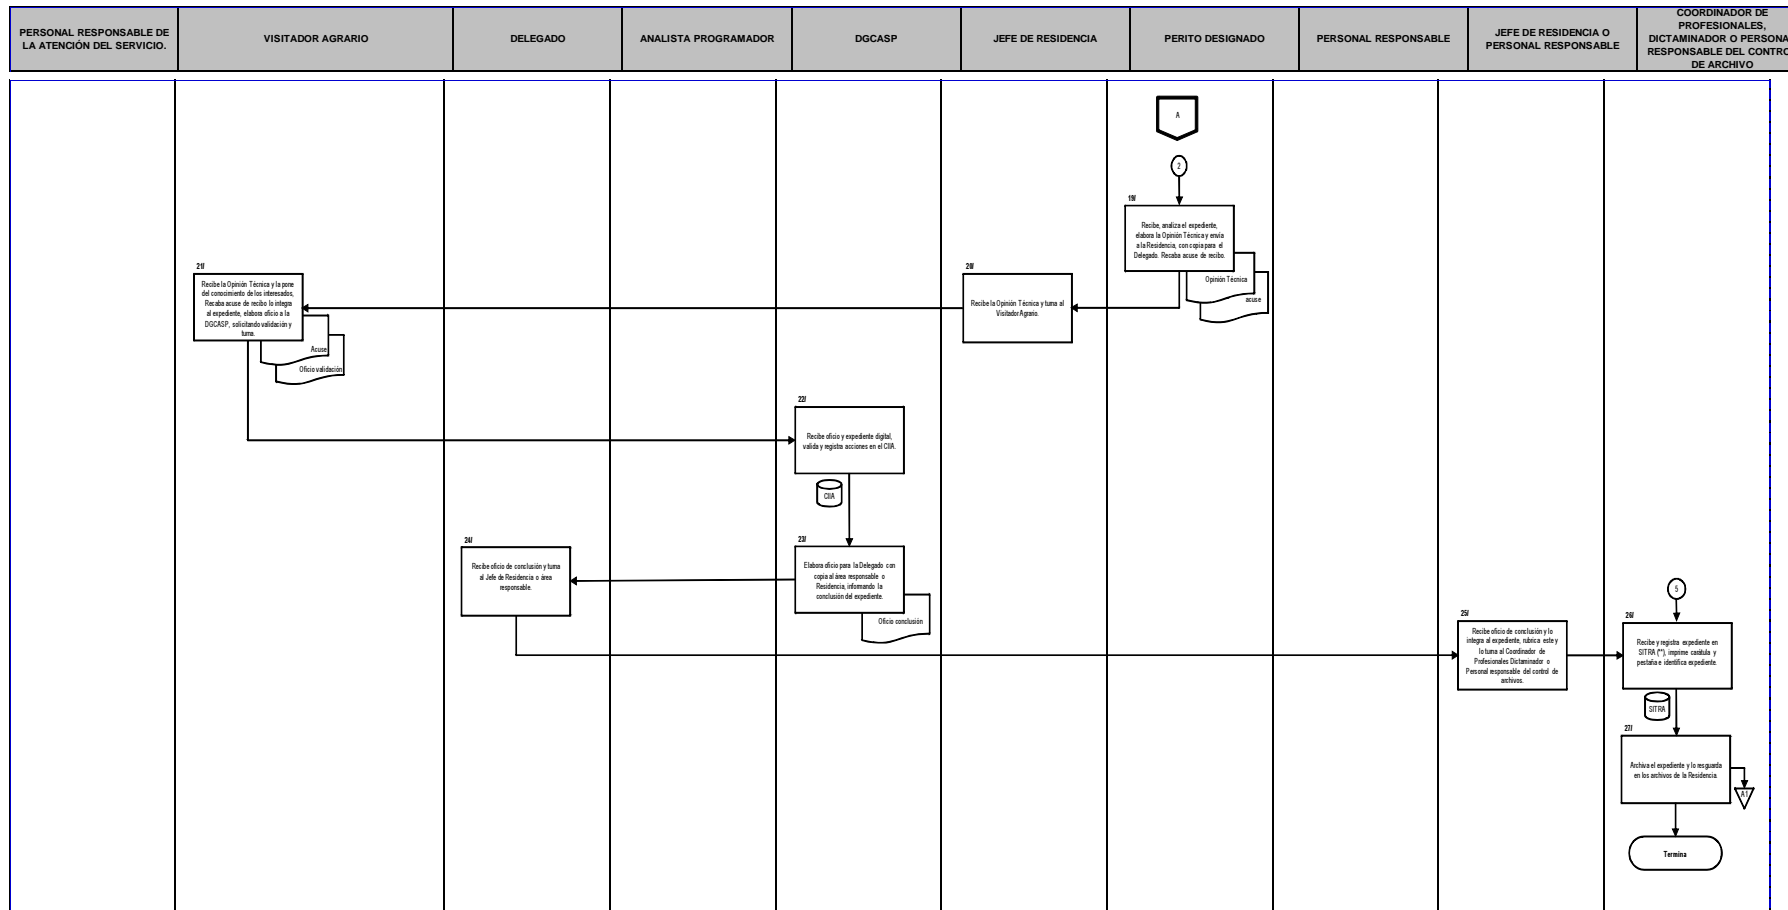 PERSONAL RESPONSABLE DE
LA ATENCIÓN DEL SERVICIO.
VISITADOR AGRARIO
DELEGADO
ANALISTA PROGRAMADOR
DGCASP
JEFE DE RESIDENCIA
PERITO DESIGNADO
PERSONAL RESPONSABLE
JEFE DE RESIDENCIA O
PERSONAL RESPONSABLE
COORDINADOR DE
PROFESIONALES,
DICTAMINADOR O PERSONA
RESPONSABLE DEL CONTRO
DE ARCHIVO
A
2
19/
Recibe, analiza el expediente,
elabora la Opinión Técnica y envía
a la Residencia, con copia para el
Delegado. Recaba acuse de recibo.
Opinión Técnica
acuse
20/
Recibe la Opinión Técnica y turna al
Visitador Agrario.
21/
Recibe la Opinión Técnica y la pone
del conocimiento de los interesados,
Recaba acuse de recibo lo integra
al expediente, elabora oficio a la
DGCASP, solicitando validación y
turna.
Acuse
Oficio validación
22/
Recibe oficio y expediente digital,
valida y registra acciones en el CIIA.
CIIA
23/
Elabora oficio para la Delegado con
copia al área responsable o
Residencia, informando la
conclusión del expediente.
Oficio conclusión
24/
Recibe oficio de conclusión y turna
al Jefe de Residencia o área
responsable.
25/
Recibe oficio de conclusión y lo
integra al expediente, rubrica este y
lo turna al Coordinador de
Profesionales Dictaminador o
Personal responsable del control de
archivos.
5
26/
Recibe y registra expediente en
SITRA (**), imprime carátula y
pestaña e identifica expediente.
SITRA
27/
Archiva el expediente y lo resguarda
en los archivos de la Residencia.
A1
Termina